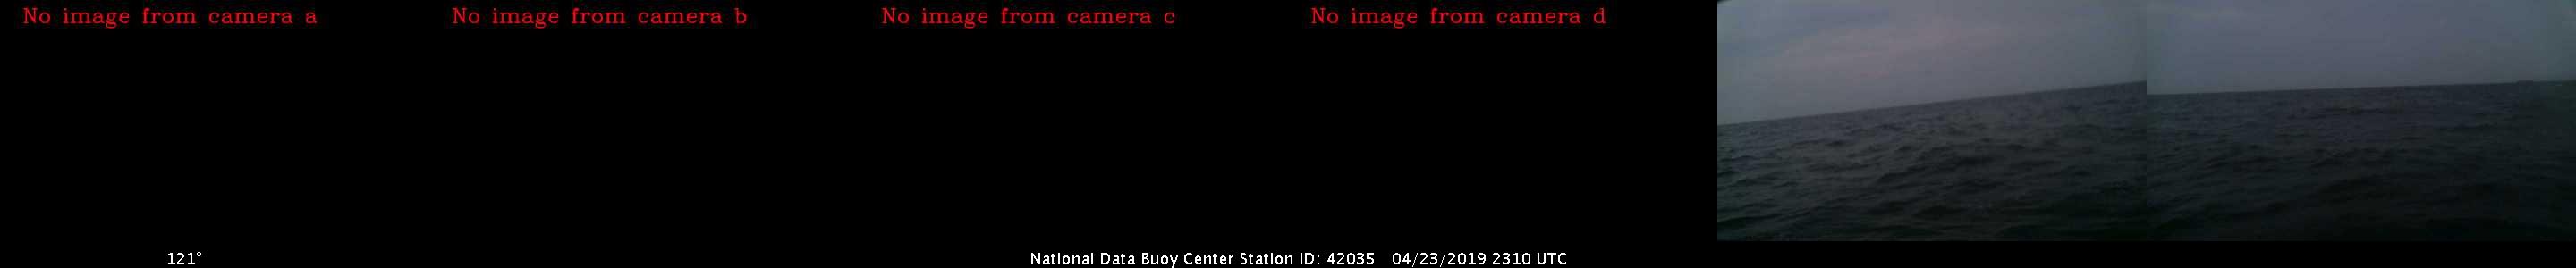 No image from camera a
No image from camera b
No image from camera c
No image from camera d
121°
National Data Buoy Center Station ID: 42035 04/23/2019 2310 UTC